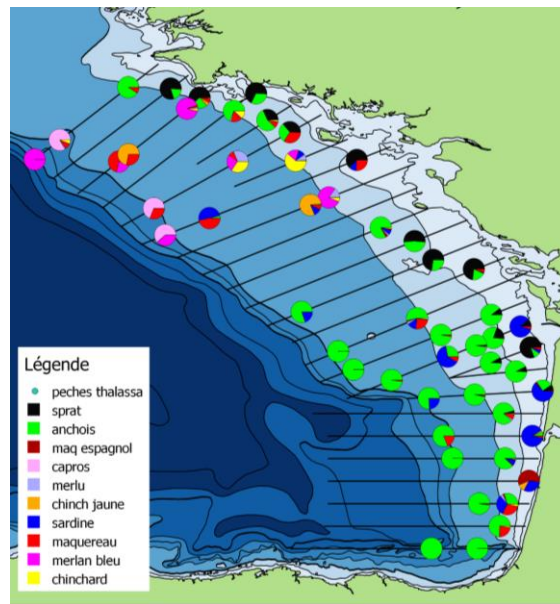 Légende
peches thalassa
sprat
anchois
maq espagnol
capros
merlu
chinch jaune
sardine
maquereau
merlan bleu
chinchard